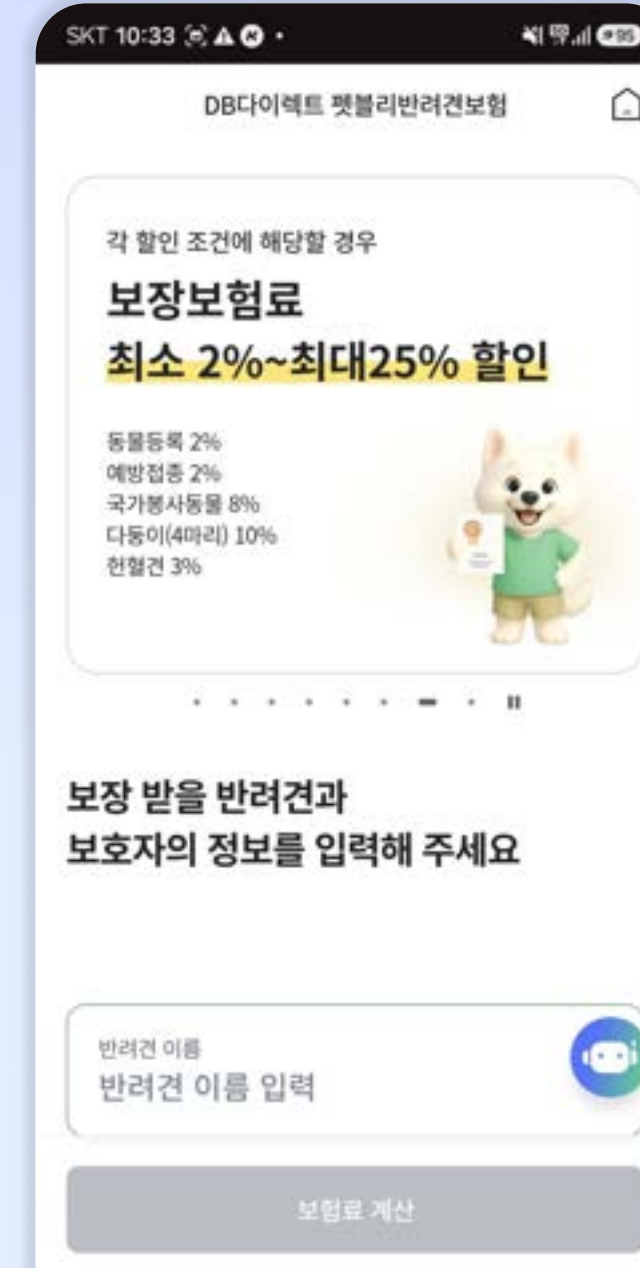 SKT 10:33
95
DB다이렉트 펫블리반려견보험
각 할인 조건에 해당할 경우
보장보험료
최소 2%~최대25% 할인
동물등록 2%
예방접종 2%
국가봉사동물 8%
다둥이(4마리) 10%
헌혈견 3%
보장 받을 반려견과
보호자의 정보를 입력해 주세요
반려견 이름
반려견 이름 입력
보험료 계산